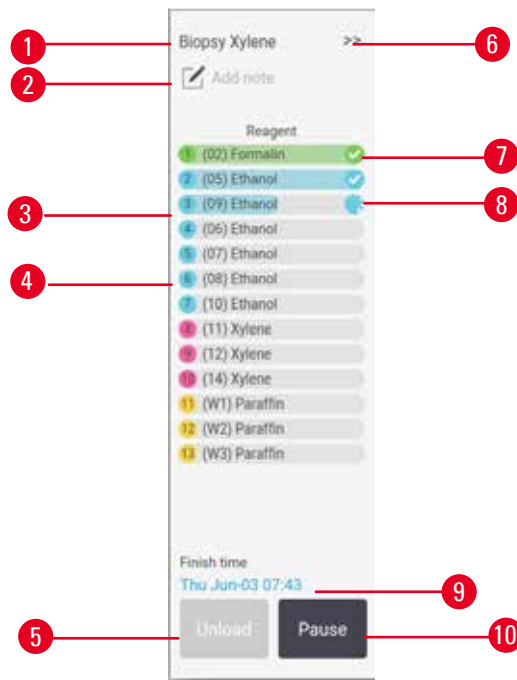 1 Biopsy Xylene >> 6
2 Add note
Reagent
1 (02) Formalin 7
2 (05) Ethanol
3 3 (09) Ethanol 8
4 (06) Ethanol
5 (07) Ethanol
4 6 (08) Ethanol
7 (10) Ethanol
8 (11) Xylene
9 (12) Xylene
10 (14) Xylene
11 (W1) Paraffin
12 (W2) Paraffin
13 (W3) Paraffin
Finish time
Thu Jun-03 07:43 9
5 Unload Pause 10